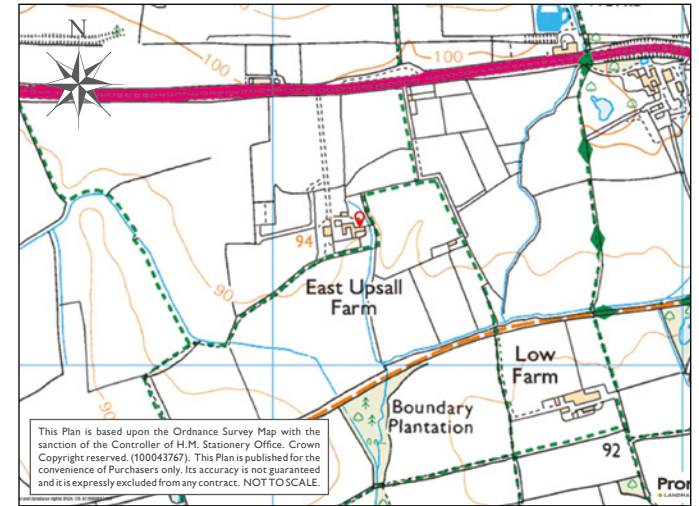 N
100
100
94
90
East Upsall
Farm
90
Low
Farm
Boundary
Plantation
92
This Plan is based upon the Ordnance Survey Map with the
sanction of the Controller of H.M. Stationery Office. Crown
Copyright reserved. (100043767). This Plan is published for the
convenience of Purchasers only. Its accuracy is not guaranteed
and it is expressly excluded from any contract. NOT TO SCALE.